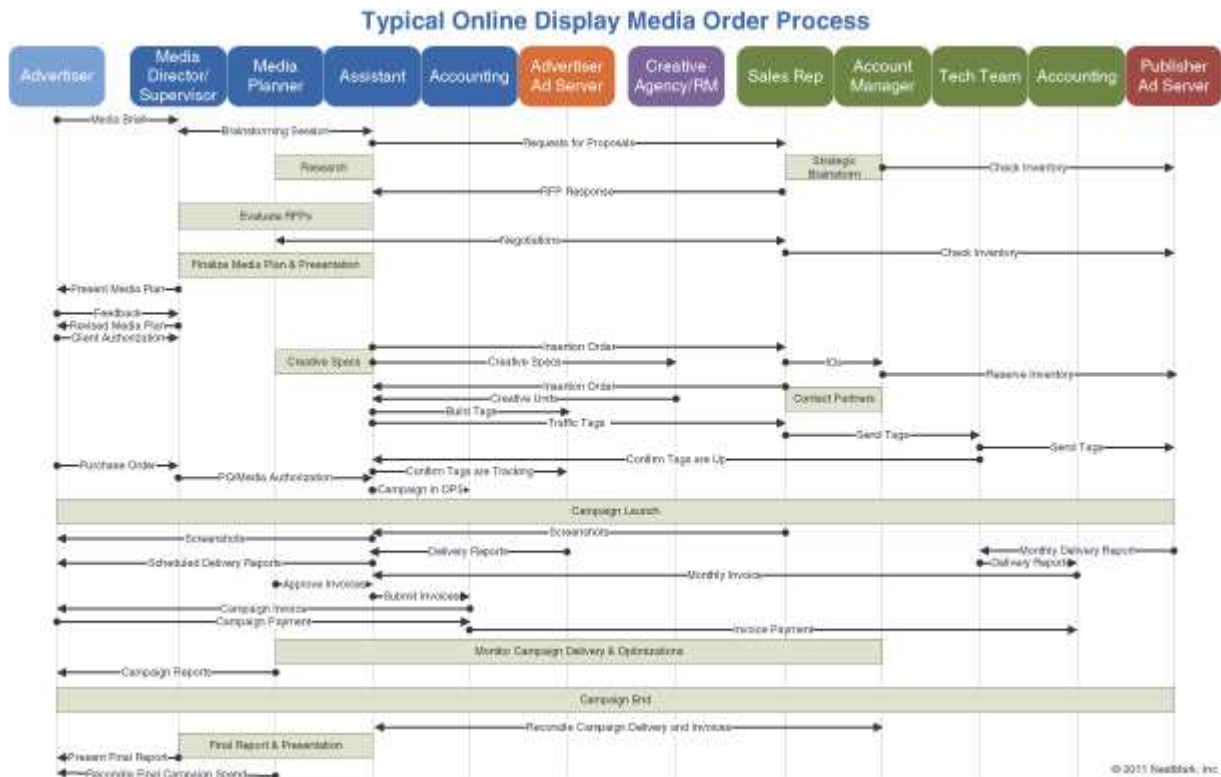 Typical Online Display Media Order Process
Advertiser
Media Director/ Supervisor
Media Planner
Assistant
Accounting
Advertiser Ad Server
Creative Agency/RM
Sales Rep
Account Manager
Tech Team
Accounting
Publisher Ad Server
Media Brief
Brainstorming Session
Requests for Proposals
Research
Strategic Brainstorm
Check Inventory
RFP Response
Evaluate RFPs
Negotiations
Check Inventory
Finalize Media Plan & Presentation
Present Media Plan
Feedback
Revised Media Plan
Client Authorization
Insertion Order
Creative Specs
Creative Specs
IOs
Reserve Inventory
Insertion Order
Creative Units
Contact Partners
Build Tags
Traffic Tags
Send Tags
Send Tags
Confirm Tags are Up
Purchase Order
Confirm Tags are Tracking
PO/Media Authorization
Campaign in OPS
Campaign Launch
Screenshots
Screenshots
Delivery Reports
Monthly Delivery Report
Scheduled Delivery Reports
Delivery Report
Monthly Invoice
Approve Invoices
Submit Invoices
Campaign Invoice
Campaign Payment
Invoice Payment
Monitor Campaign Delivery & Optimizations
Campaign Reports
Campaign End
Reconcile Campaign Delivery and Invoices
Final Report & Presentation
Present Final Report
Reconcile Final Campaign Spend
© 2011 NextMark, Inc.